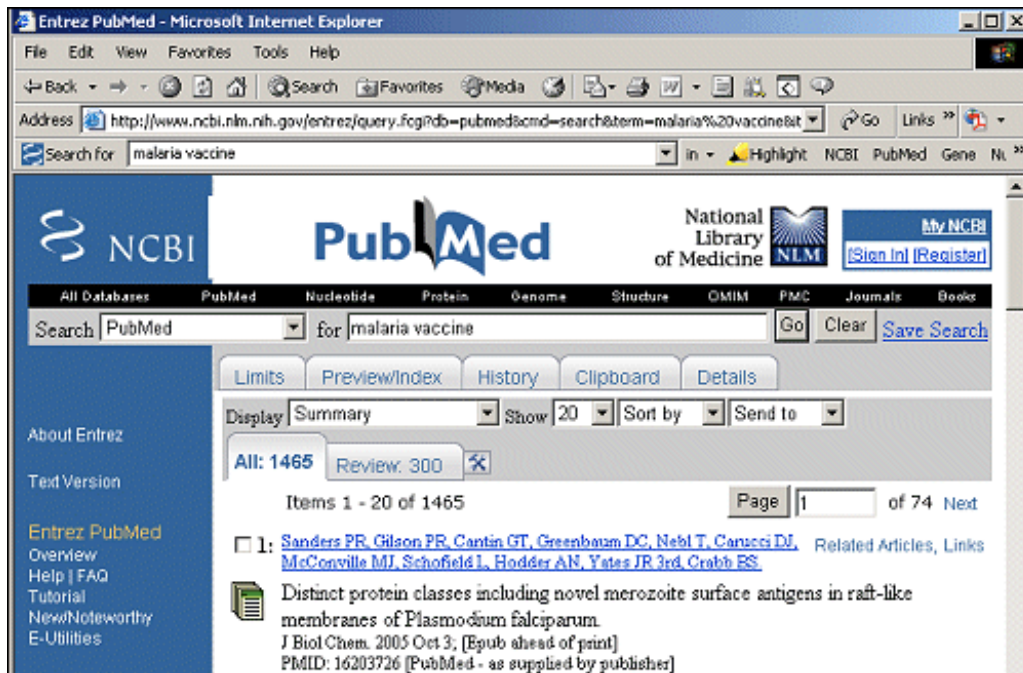 Entrez PubMed - Microsoft Internet Explorer
File Edit View Favorites Tools Help
Back Search Favorites Media
Address http://www.ncbi.nlm.nih.gov/entrez/query.fcgi?db=pubmed&cmd=search&term=malaria%20vaccine&it Go Links »
Search for malaria vaccine in Highlight NCBI PubMed Gene »
NCBI
PubMed
National
Library
of Medicine NLM
My NCBI
[Sign In] [Register]
All Databases PubMed Nucleotide Protein Genome Structure OMIM PMC Journals Books
Search PubMed for malaria vaccine Go Clear Save Search
Limits Preview/Index History Clipboard Details
Display Summary Show 20 Sort by Send to
All: 1465 Review: 300
Items 1 - 20 of 1465 Page 1 of 74 Next
About Entrez
Text Version
Entrez PubMed
Overview
Help | FAQ
Tutorial
New/Noteworthy
E-Utilities
1: Sanders PR, Gilson PR, Cantin GT, Greenbaum DC, Nebl T, Carucci DJ, Related Articles, Links
McConville MJ, Schofield L, Hodder AN, Yates JR 3rd, Crabb BS.
Distinct protein classes including novel merozoite surface antigens in raft-like
membranes of Plasmodium falciparum.
J Biol Chem. 2005 Oct 3; [Epub ahead of print]
PMID: 16203726 [PubMed - as supplied by publisher]